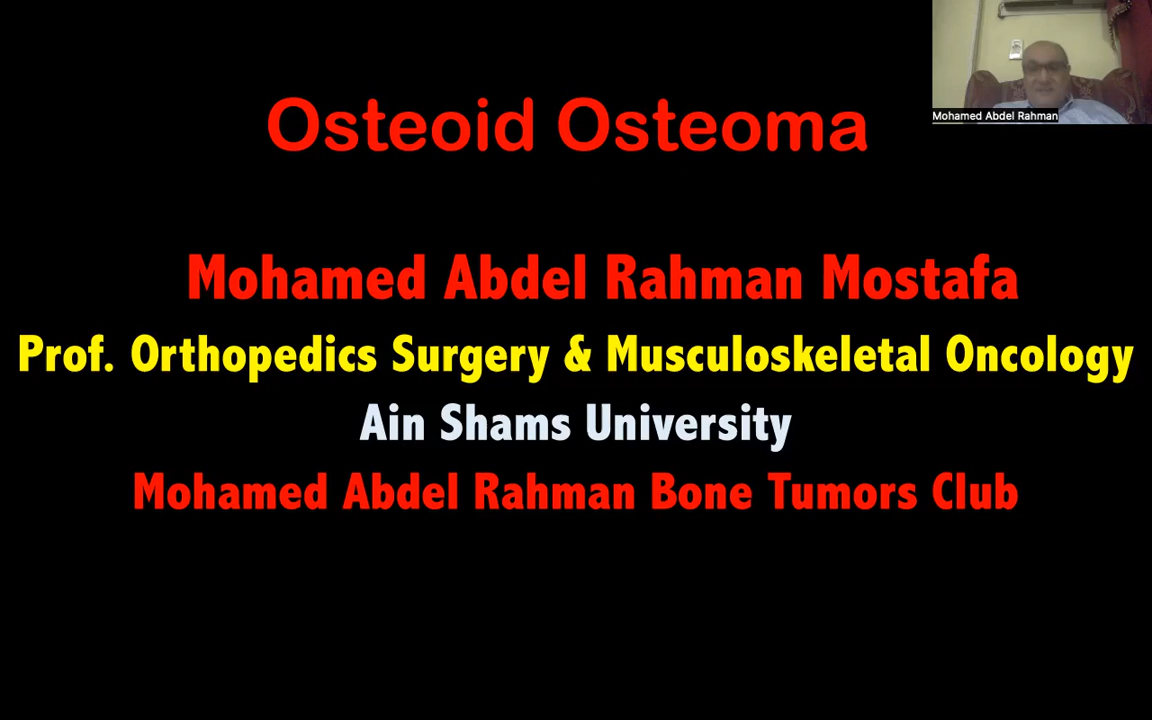 Osteoid Osteoma
Mohamed Abdel Rahman
Mohamed Abdel Rahman Mostafa
Prof. Orthopedics Surgery & Musculoskeletal Oncology
Ain Shams University
Mohamed Abdel Rahman Bone Tumors Club